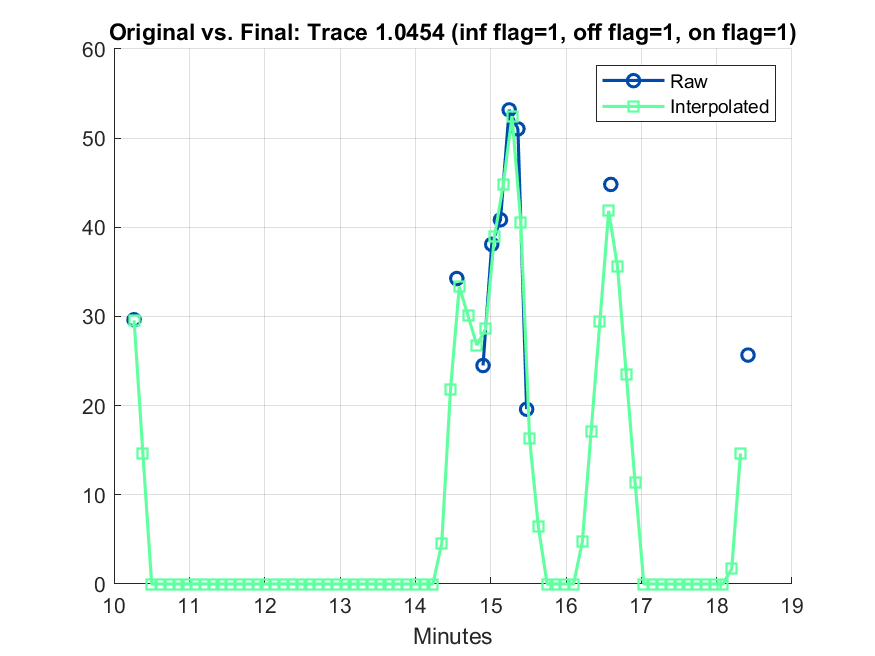 Original vs. Final: Trace 1.0454 (inf flag=1, off flag=1, on flag=1)
60
Raw
Interpolated
50
40
30
20
10
0
10 11 12 13 14 15 16 17 18 19
Minutes